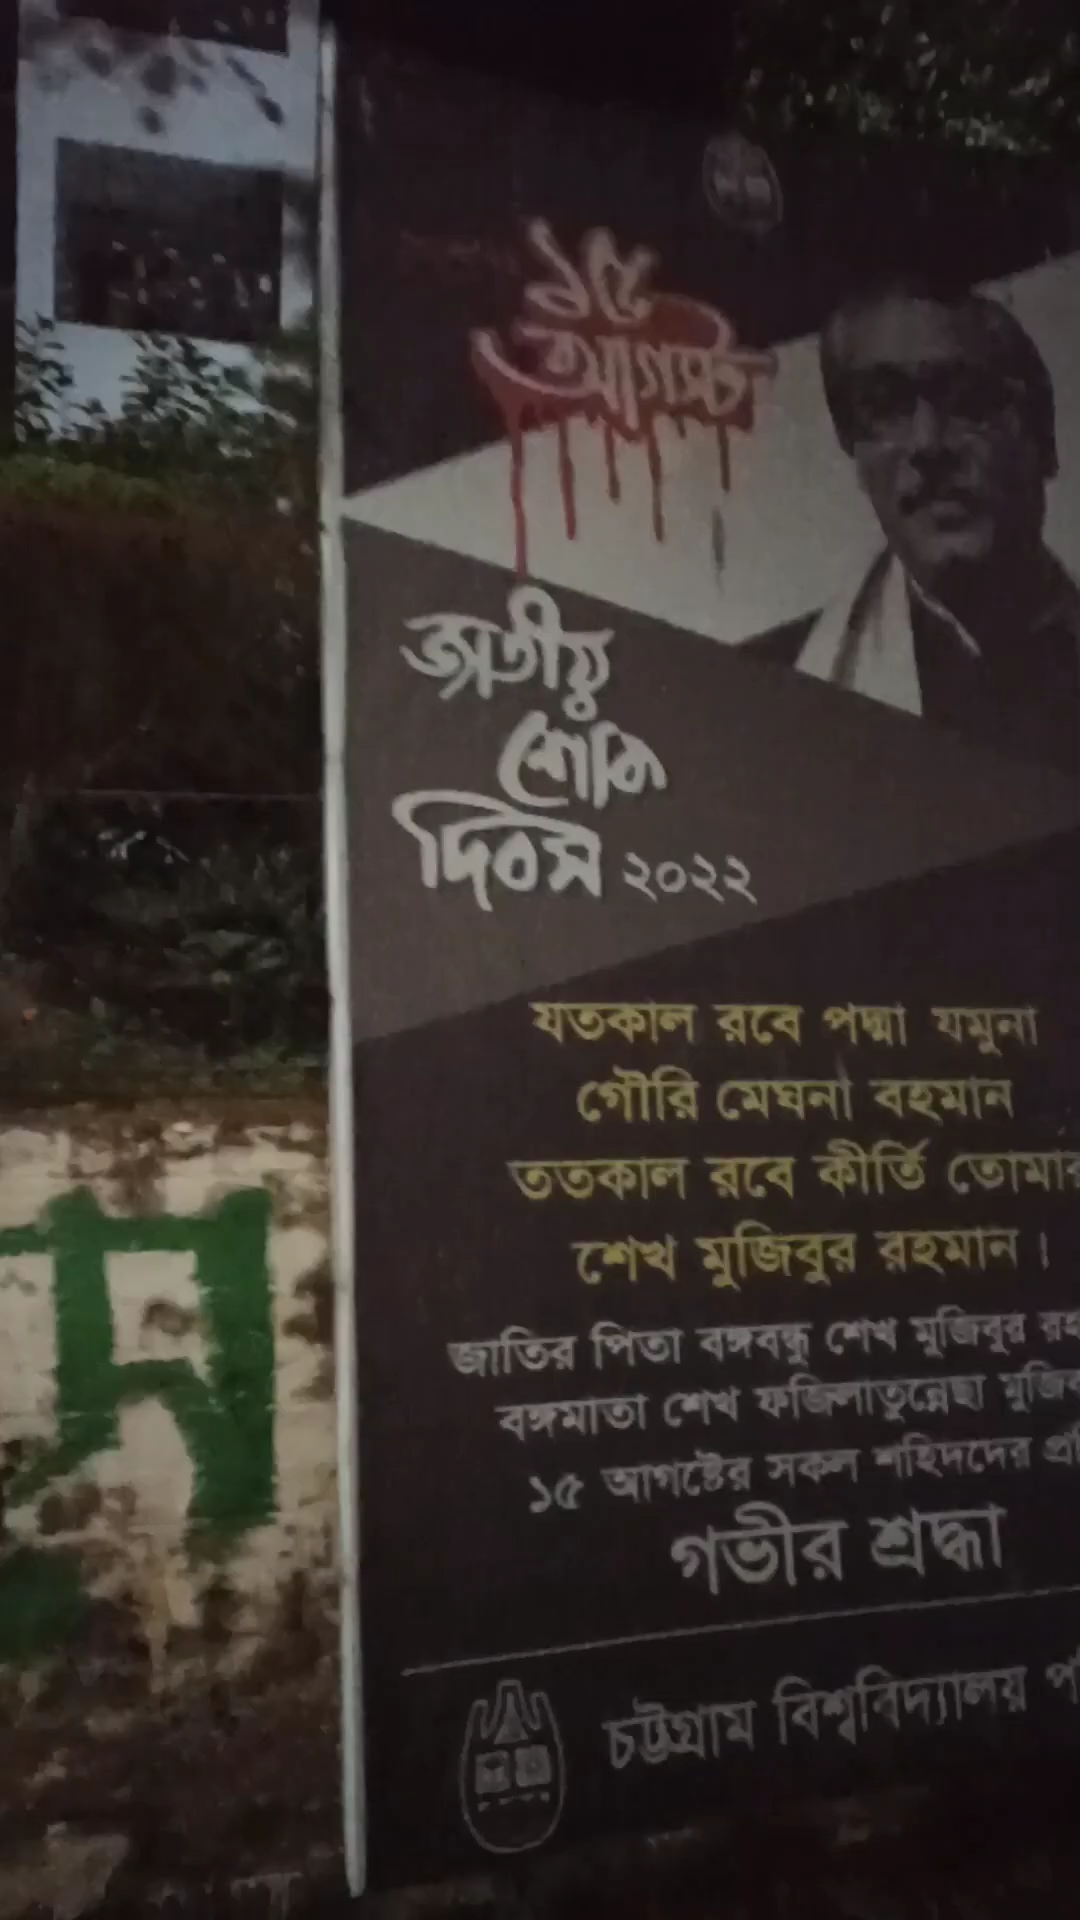 ১৫
আগস্ট
জাতীয়
শোক
দিবস ২০২২
যতকাল রবে পদ্মা যমুনা
গৌরি মেঘনা বহমান
ততকাল রবে কীর্তি তোমার
শেখ মুজিবুর রহমান।
জাতির পিতা বঙ্গবন্ধু শেখ মুজিবুর
বঙ্গমাতা শেখ ফজিলাতুন্নেছা
১৫ আগষ্টের সকল শহিদদের
গভীর শ্রদ্ধা
চট্টগ্রাম বিশ্ববিদ্যালয়